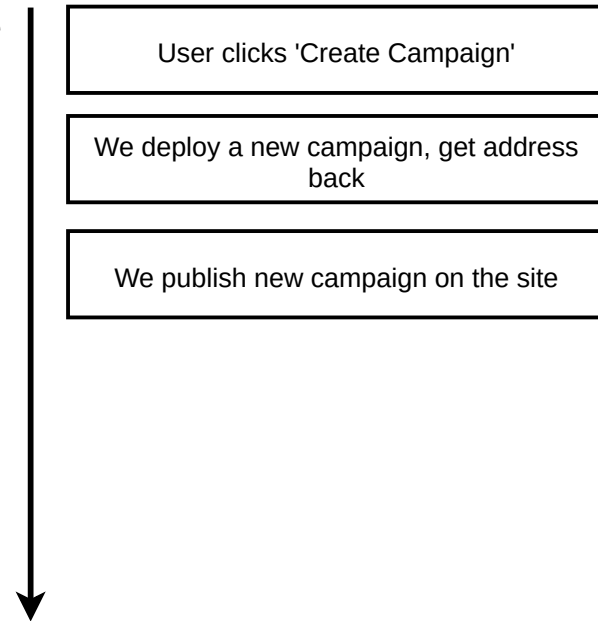 User clicks 'Create Campaign'
We deploy a new campaign, get address
back
We publish new campaign on the site